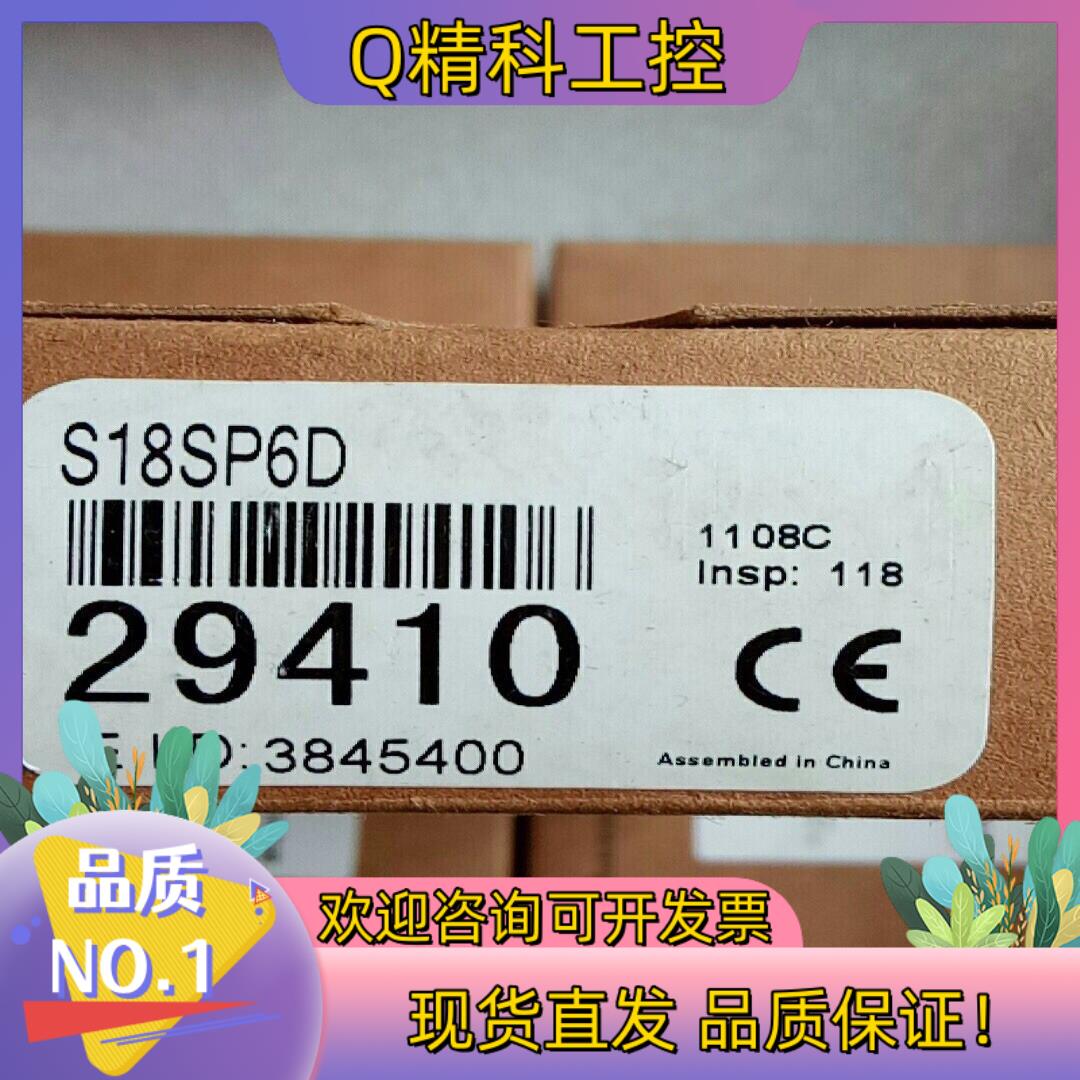 Q精科工控
S18SP6D
1108C
Insp: 118
29410
CE
D:3845400
Assembled in China
品质
NO.1
欢迎咨询可开发票
现货直发 品质保证!